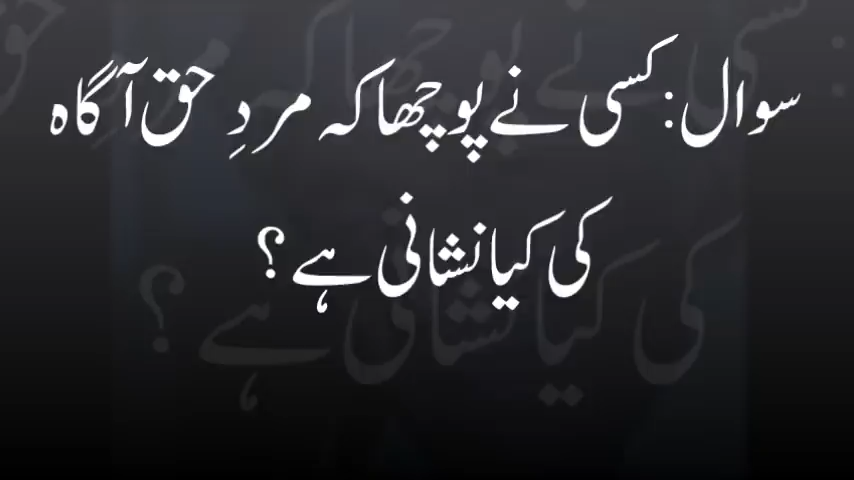 سوال: کسی نے پوچھا کہ مردِ حق آگاہ
کی کیا نشانی ہے؟